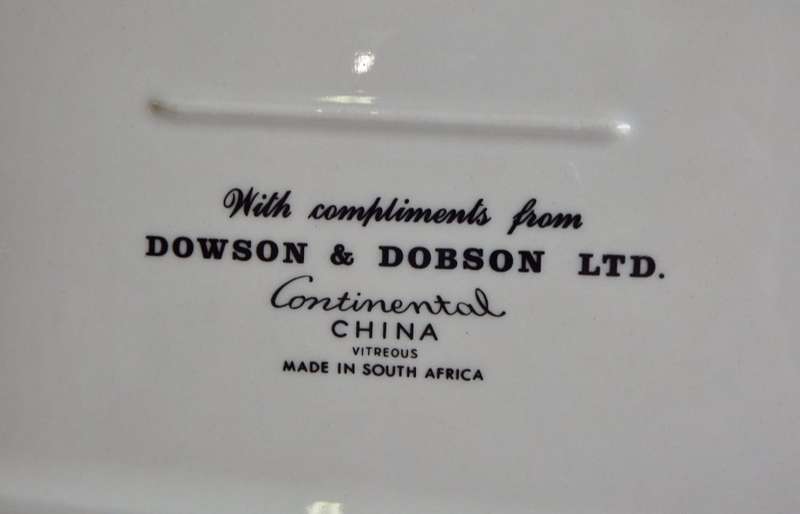 With compliments from
DOWSON & DOBSON LTD.
Continental
CHINA
VITREOUS
MADE IN SOUTH AFRICA